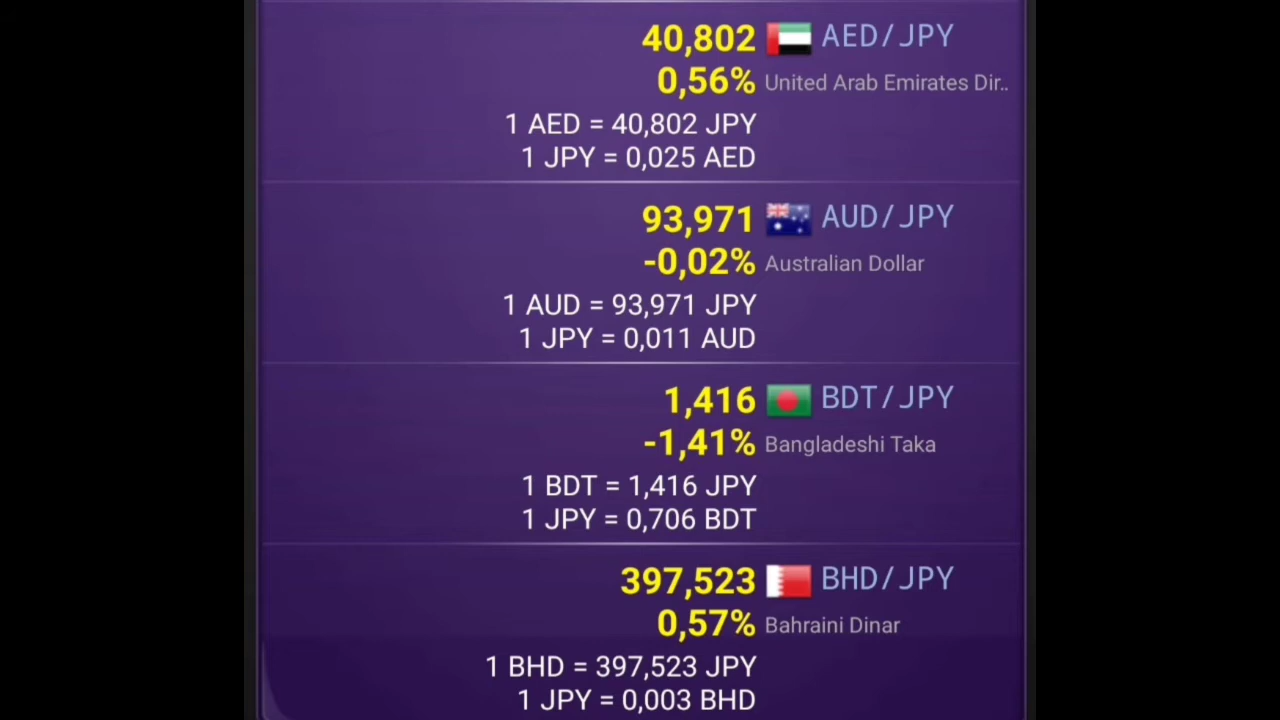 40,802 AED/JPY
0,56% United Arab Emirates Dir..
1 AED = 40,802 JPY
1 JPY = 0,025 AED
93,971 AUD/JPY
-0,02% Australian Dollar
1 AUD = 93,971 JPY
1 JPY = 0,011 AUD
1,416 BDT/JPY
-1,41% Bangladeshi Taka
1 BDT = 1,416 JPY
1 JPY = 0,706 BDT
397,523 BHD/JPY
0,57% Bahraini Dinar
1 BHD = 397,523 JPY
1 JPY = 0,003 BHD